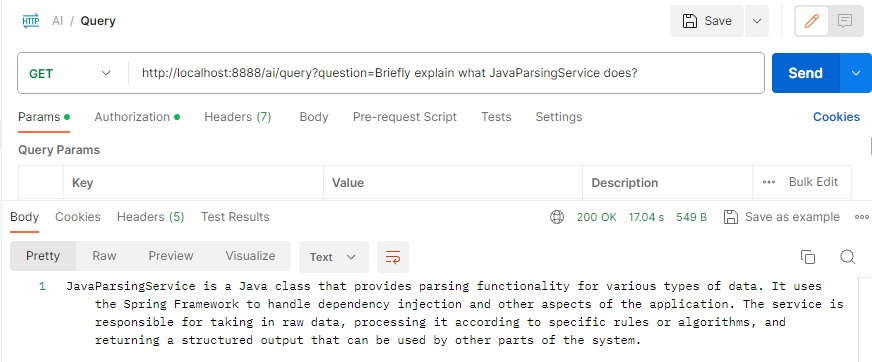 HTTP AI / Query Save
GET http://localhost:8888/ai/query?question=Briefly explain what JavaParsingService does? Send
Params Authorization Headers (7) Body Pre-request Script Tests Settings Cookies
Query Params
Key Value Description ••• Bulk Edit
Body Cookies Headers (5) Test Results 200 OK 17.04 s 549 B Save as example •••
Pretty Raw Preview Visualize Text
1 JavaParsingService is a Java class that provides parsing functionality for various types of data. It uses
the Spring Framework to handle dependency injection and other aspects of the application. The service is
responsible for taking in raw data, processing it according to specific rules or algorithms, and
returning a structured output that can be used by other parts of the system.